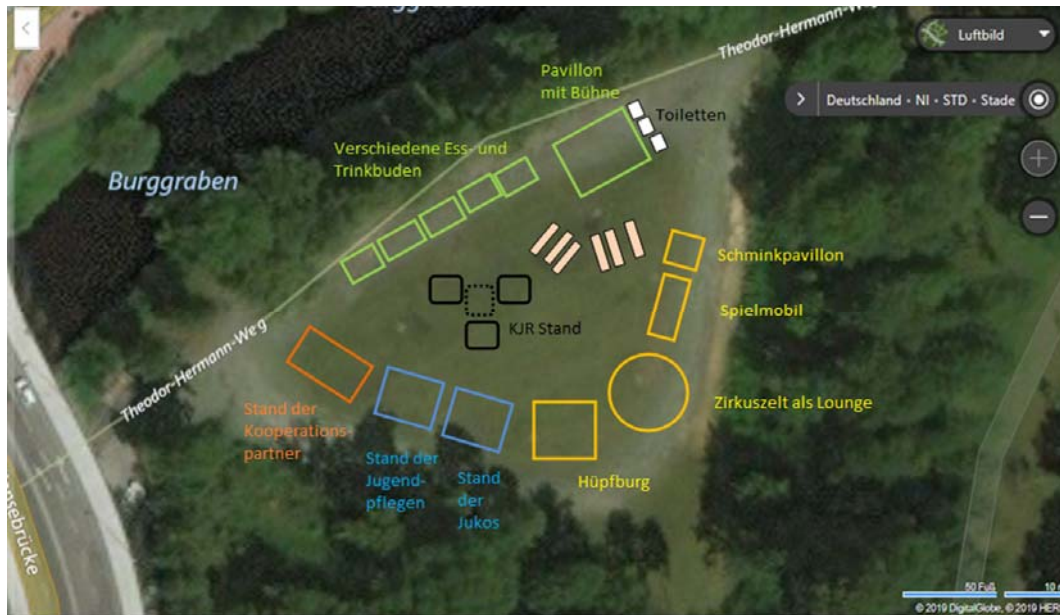 Theodor-Hermann-Weg
Luftbild
Deutschland • NI • STD • Stade
Pavillon
mit Bühne
Toiletten
Verschiedene Ess- und
Trinkbuden
Burggraben
Schminkpavillon
Spielmobil
KJR Stand
Theodor-Hermann-Weg
Zirkuszelt als Lounge
Stand der
Kooperations-
partner
Stand der
Jugend-
pflegen
Stand
der
Jukos
Hüpfburg
nsebrücke
50 Fuß
10
© 2019 DigitalGlobe, © 2019 HERE